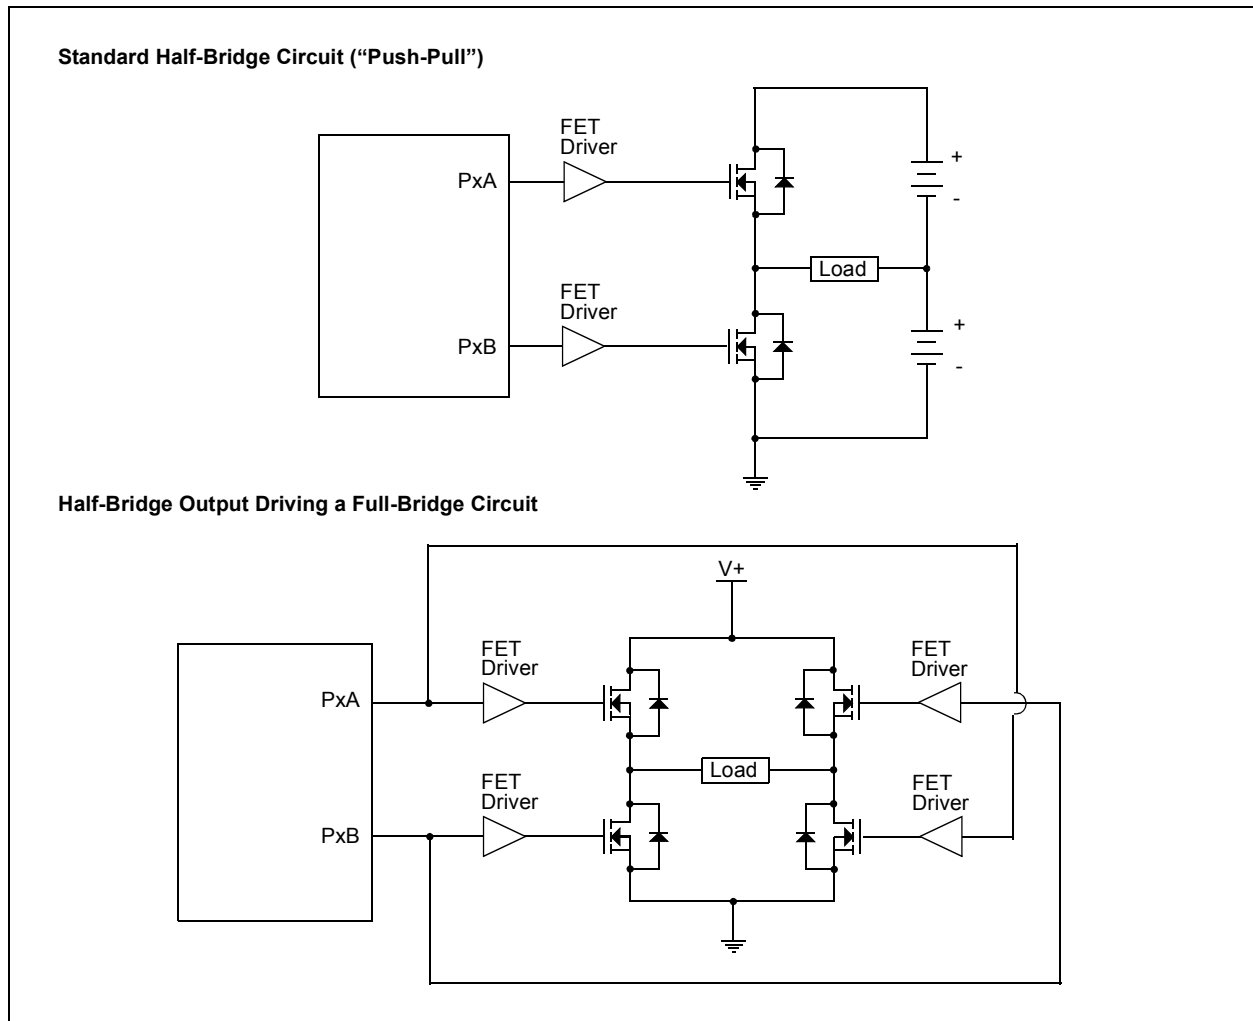 Standard Half-Bridge Circuit (“Push-Pull”)
FET
Driver
PxA
+
-
Load
FET
Driver
PxB
+
-
Half-Bridge Output Driving a Full-Bridge Circuit
V+
FET
Driver
FET
Driver
PxA
Load
FET
Driver
FET
Driver
PxB